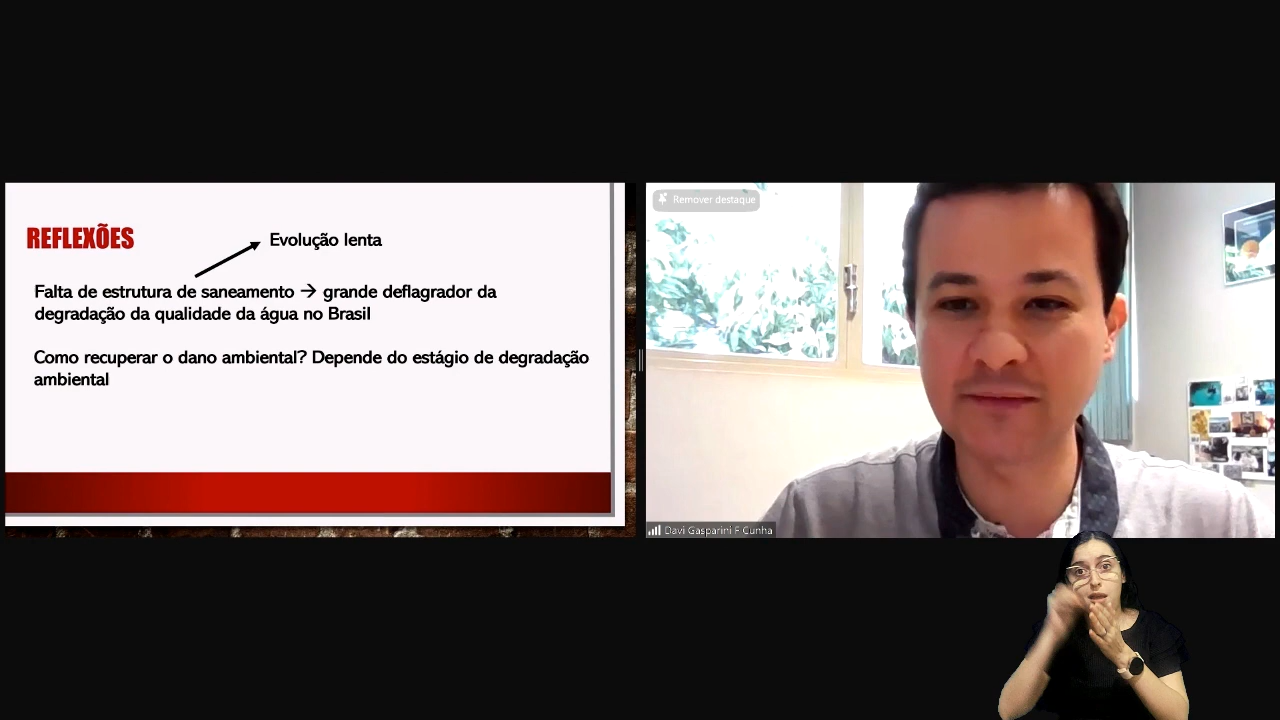 REFLEXÕES
Evolução lenta
Falta de estrutura de saneamento → grande deflagrador da
degradação da qualidade da água no Brasil
Como recuperar o dano ambiental? Depende do estágio de degradação
ambiental
Remover destaque
Davi Gasparini F Cunha